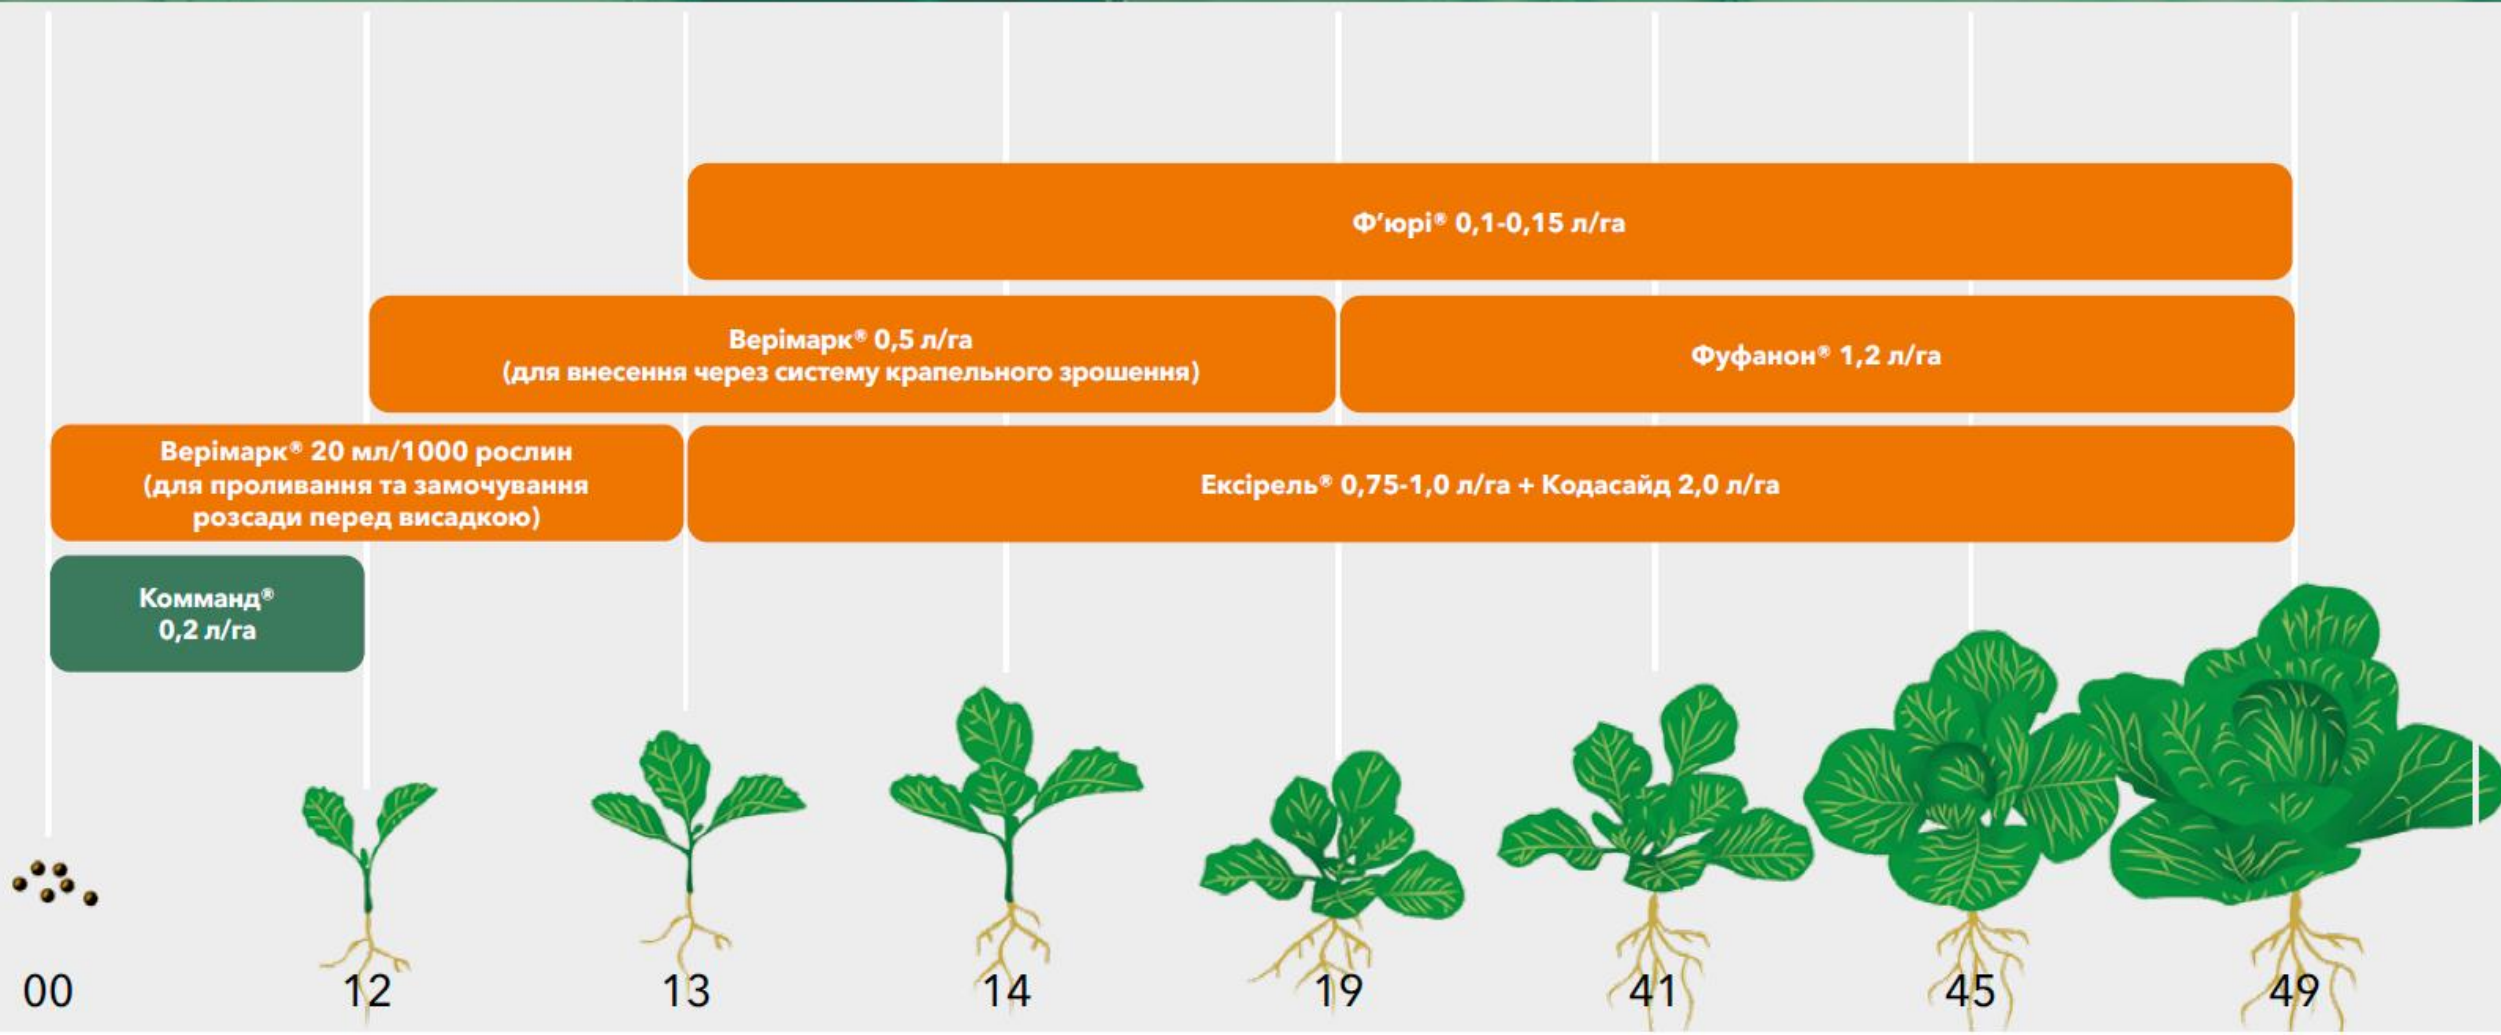 Ф’юрі® 0,1-0,15 л/га
Верімарк® 0,5 л/га
(для внесення через систему крапельного зрошення)
Фуфанон® 1,2 л/га
Верімарк® 20 мл/1000 рослин
(для проливання та замочування
розсади перед висадкою)
Ексірель® 0,75-1,0 л/га + Кодасайд 2,0 л/га
Комманд®
0,2 л/га
00 12 13 14 19 41 45 49